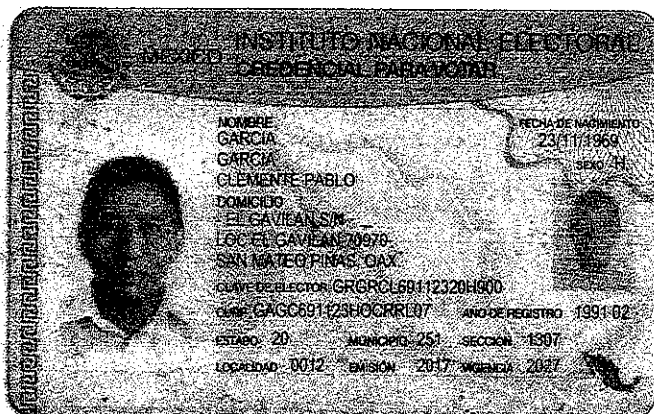 MÉXICO INSTITUTO NACIONAL ELECTORAL
CREDENCIAL PARA VOTAR
NOMBRE
GARCIA
GARCIA
CLEMENTE PABLO
FECHA DE NACIMIENTO
23/11/1969
SEXO H
DOMICILIO
EL GAVILAN S/N
LOC EL GAVILAN 70970
SAN MATEO PIÑAS, OAX.
CLAVE DE ELECTOR GRGRCL69112320H900
CURP GAGC691123HOCRRL07 AÑO DE REGISTRO 1991 02
ESTADO 20 MUNICIPIO 251 SECCIÓN 1307
LOCALIDAD 0012 EMISIÓN 2017 VIGENCIA 2027